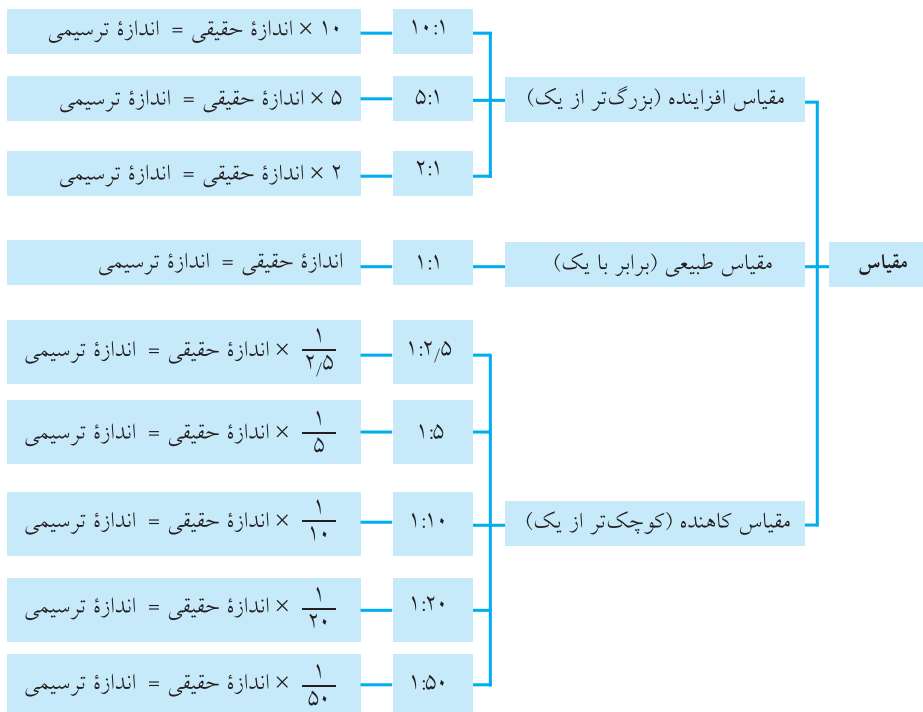 مقیاس
مقیاس افزاینده (بزرگ‌تر از یک)
۱۰:۱
۱۰ × اندازهٔ حقیقی = اندازهٔ ترسیمی
۵:۱
۵ × اندازهٔ حقیقی = اندازهٔ ترسیمی
۲:۱
۲ × اندازهٔ حقیقی = اندازهٔ ترسیمی
مقیاس طبیعی (برابر با یک)
۱:۱
اندازهٔ حقیقی = اندازهٔ ترسیمی
مقیاس کاهنده (کوچک‌تر از یک)
۱:۲/۵
۱/۲/۵ × اندازهٔ حقیقی = اندازهٔ ترسیمی
۱:۵
۱/۵ × اندازهٔ حقیقی = اندازهٔ ترسیمی
۱:۱۰
۱/۱۰ × اندازهٔ حقیقی = اندازهٔ ترسیمی
۱:۲۰
۱/۲۰ × اندازهٔ حقیقی = اندازهٔ ترسیمی
۱:۵۰
۱/۵۰ × اندازهٔ حقیقی = اندازهٔ ترسیمی